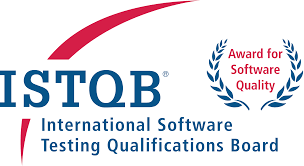 ISTQB®
International Software
Testing Qualifications Board
Award for
Software
Quality